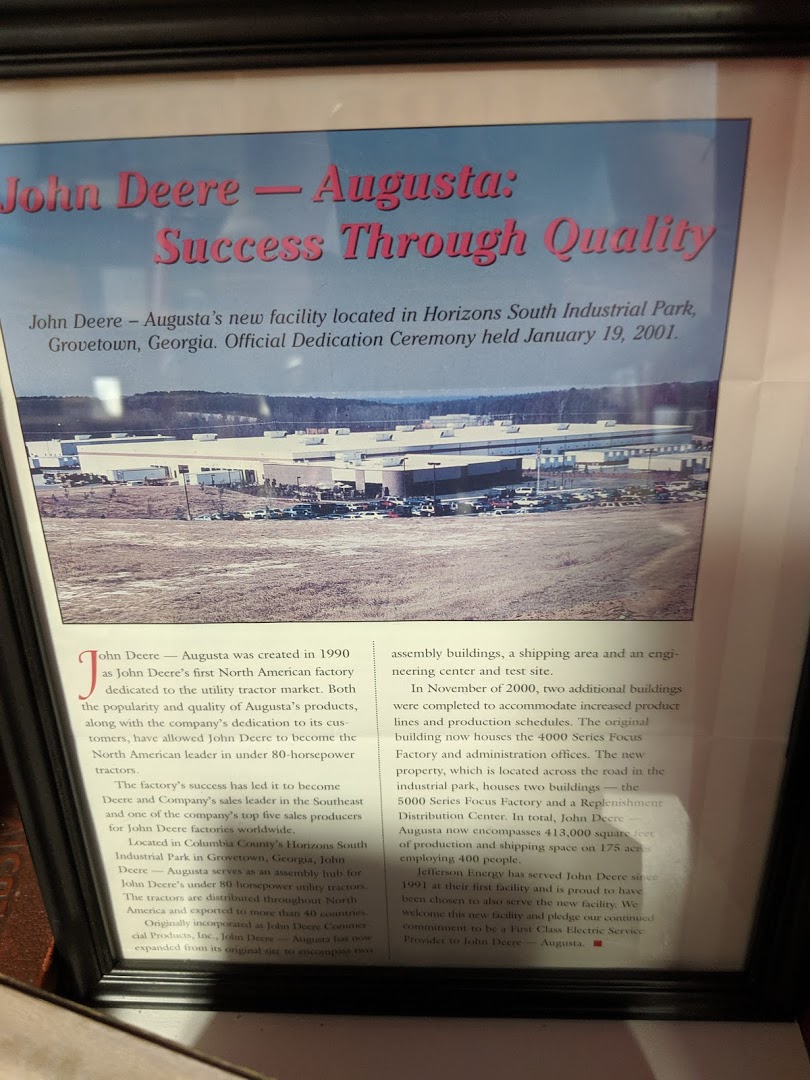 John Deere — Augusta:
Success Through Quality
John Deere – Augusta's new facility located in Horizons South Industrial Park,
Grovetown, Georgia. Official Dedication Ceremony held January 19, 2001.
John Deere — Augusta was created in 1990
as John Deere's first North American factory
dedicated to the utility tractor market. Both
the popularity and quality of Augusta's products,
along with the company's dedication to its cus-
tomers, have allowed John Deere to become the
North American leader in under 80-horsepower
tractors.
The factory's success has led it to become
Deere and Company's sales leader in the Southeast
and one of the company's top five sales producers
for John Deere factories worldwide.
Located in Columbia County's Horizons South
Industrial Park in Grovetown, Georgia, John
Deere — Augusta serves as an assembly hub for
John Deere's under 80 horsepower utility tractors.
The tractors are distributed throughout North
America and exported to more than 40 countries.
Originally incorporated as John Deere Commer-
cial Products, Inc., John Deere — Augusta has now
expanded from its original site to encompass two
assembly buildings, a shipping area and an engi-
neering center and test site.
In November of 2000, two additional buildings
were completed to accommodate increased product
lines and production schedules. The original
building now houses the 4000 Series Focus
Factory and administration offices. The new
property, which is located across the road in the
industrial park, houses two buildings — the
5000 Series Focus Factory and a Replenishment
Distribution Center. In total, John Deere —
Augusta now encompasses 413,000 square feet
of production and shipping space on 175 acres
employing 400 people.
Jefferson Energy has served John Deere since
1991 at their first facility and is proud to have
been chosen to also serve the new facility. We
welcome this new facility and pledge our continued
commitment to be a First Class Electric Service
Provider to John Deere — Augusta.